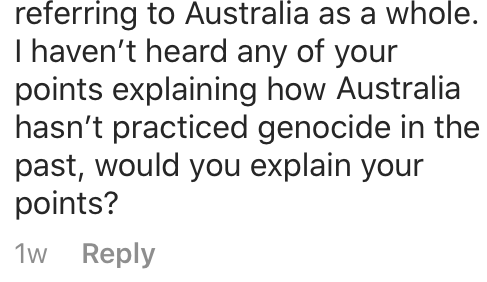 referring to Australia as a whole.
I haven’t heard any of your
points explaining how Australia
hasn’t practiced genocide in the
past, would you explain your
points?
1w Reply